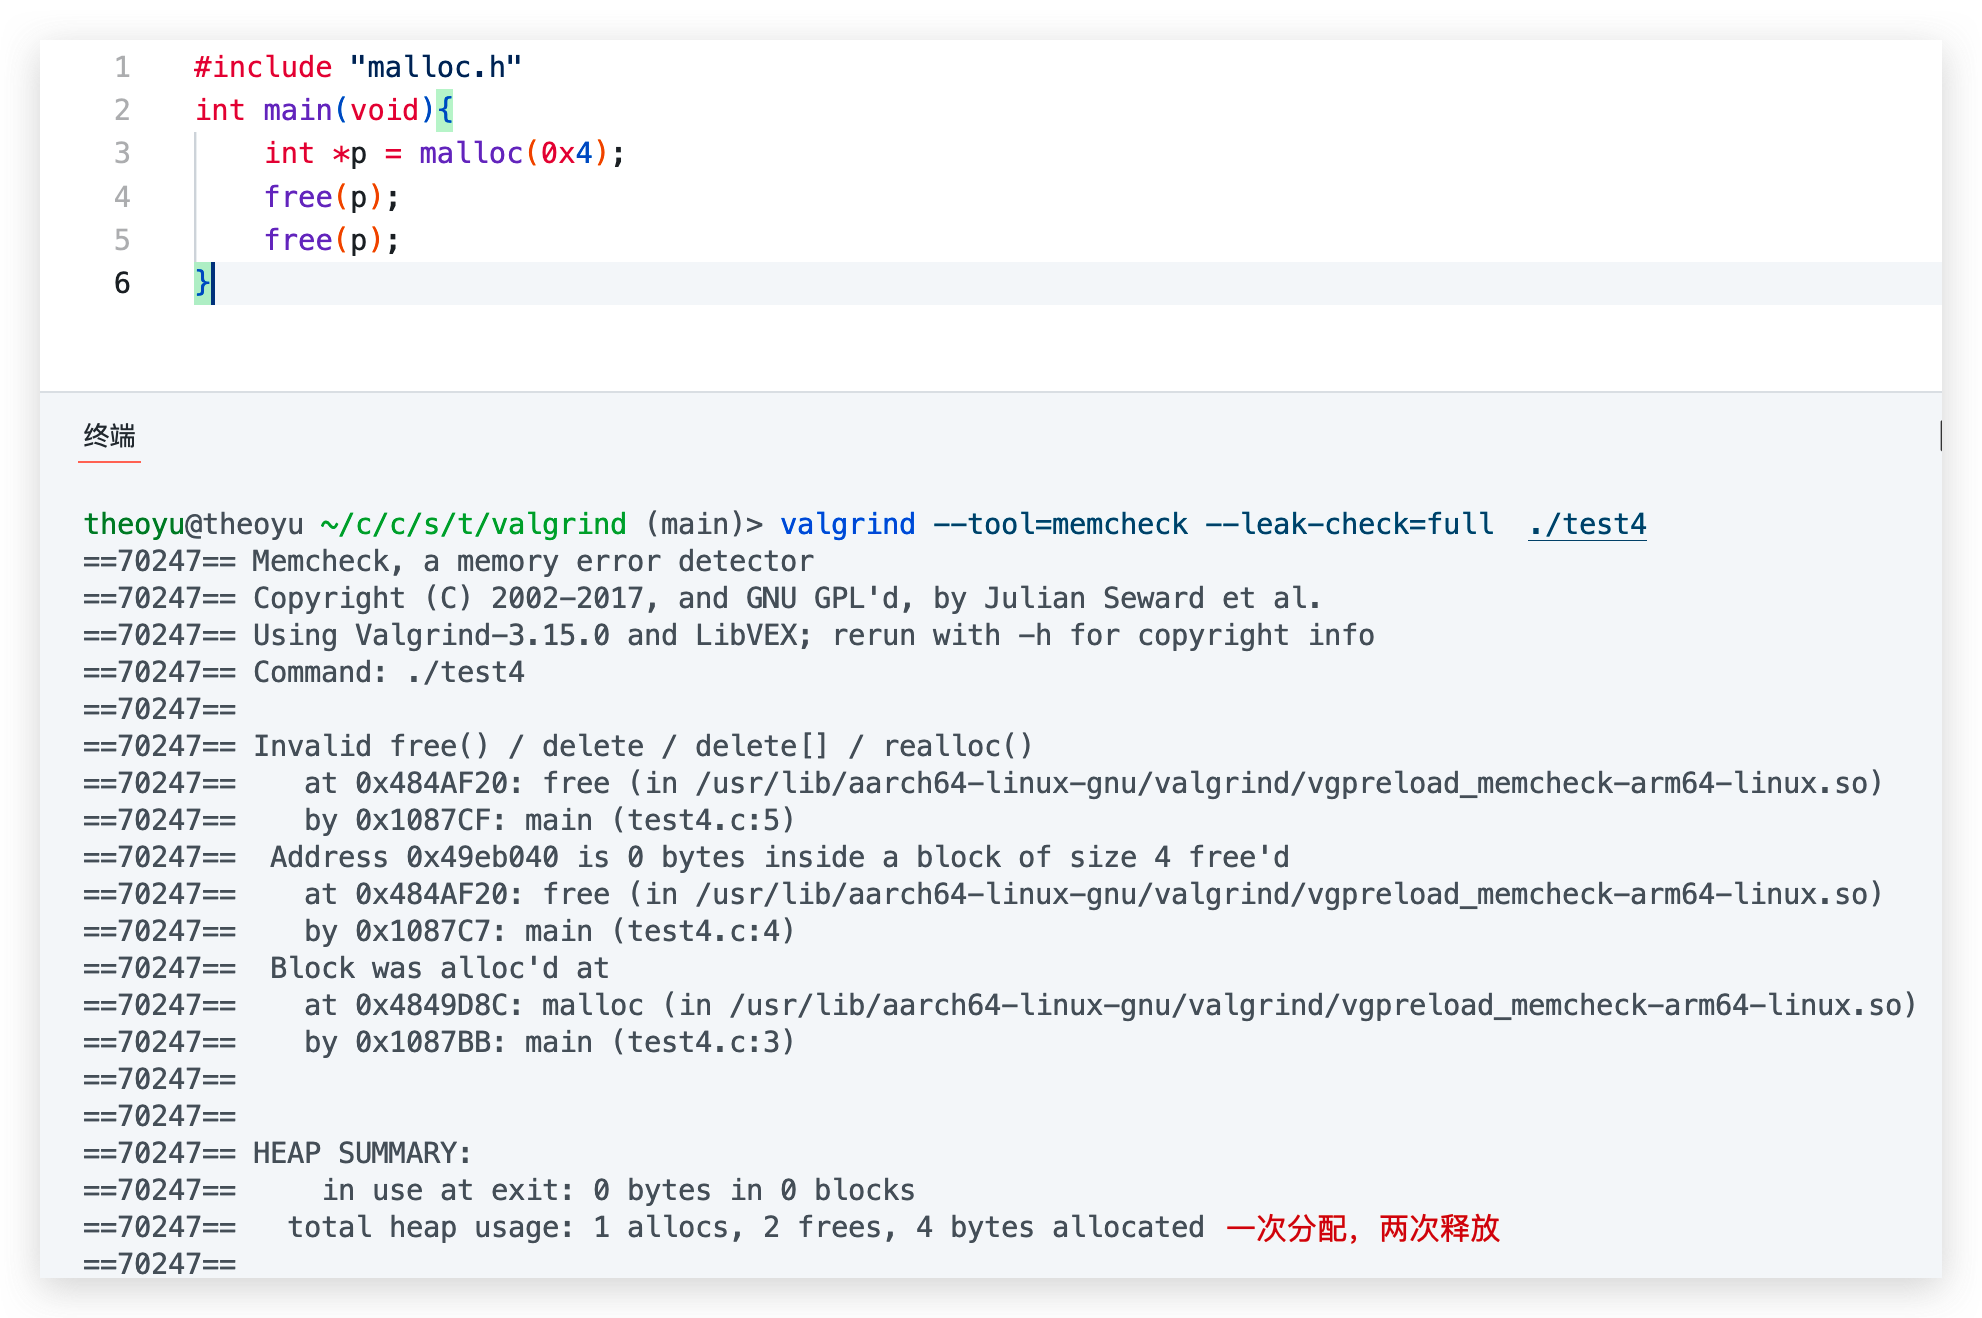 1 #include "malloc.h"
2 int main(void){
3 int *p = malloc(0x4);
4 free(p);
5 free(p);
6 }
终端
theoyu@theoyu ~/c/c/s/t/valgrind (main)> valgrind --tool=memcheck --leak-check=full ./test4
==70247== Memcheck, a memory error detector
==70247== Copyright (C) 2002-2017, and GNU GPL'd, by Julian Seward et al.
==70247== Using Valgrind-3.15.0 and LibVEX; rerun with -h for copyright info
==70247== Command: ./test4
==70247==
==70247== Invalid free() / delete / delete[] / realloc()
==70247== at 0x484AF20: free (in /usr/lib/aarch64-linux-gnu/valgrind/vgpreload_memcheck-arm64-linux.so)
==70247== by 0x1087CF: main (test4.c:5)
==70247== Address 0x49eb040 is 0 bytes inside a block of size 4 free'd
==70247== at 0x484AF20: free (in /usr/lib/aarch64-linux-gnu/valgrind/vgpreload_memcheck-arm64-linux.so)
==70247== by 0x1087C7: main (test4.c:4)
==70247== Block was alloc'd at
==70247== at 0x4849D8C: malloc (in /usr/lib/aarch64-linux-gnu/valgrind/vgpreload_memcheck-arm64-linux.so)
==70247== by 0x1087BB: main (test4.c:3)
==70247==
==70247==
==70247== HEAP SUMMARY:
==70247== in use at exit: 0 bytes in 0 blocks
==70247== total heap usage: 1 allocs, 2 frees, 4 bytes allocated 一次分配，两次释放
==70247==